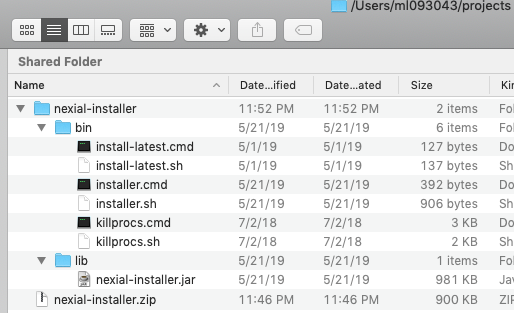 /Users/ml093043/projects
Shared Folder
Name Date...ified Date...ated Size Kin
nexial-installer 11:52 PM 11:52 PM 2 items Fol
bin 5/21/19 5/21/19 6 items Fol
install-latest.cmd 5/1/19 5/1/19 127 bytes Do
install-latest.sh 5/1/19 5/1/19 137 bytes She
installer.cmd 5/21/19 5/21/19 392 bytes Do
installer.sh 5/21/19 5/21/19 906 bytes She
killprocs.cmd 7/2/18 7/2/18 3 KB Do
killprocs.sh 7/2/18 7/2/18 2 KB She
lib 5/21/19 5/21/19 1 items Fol
nexial-installer.jar 5/21/19 5/21/19 981 KB Jav
nexial-installer.zip 11:46 PM 11:46 PM 900 KB ZIP